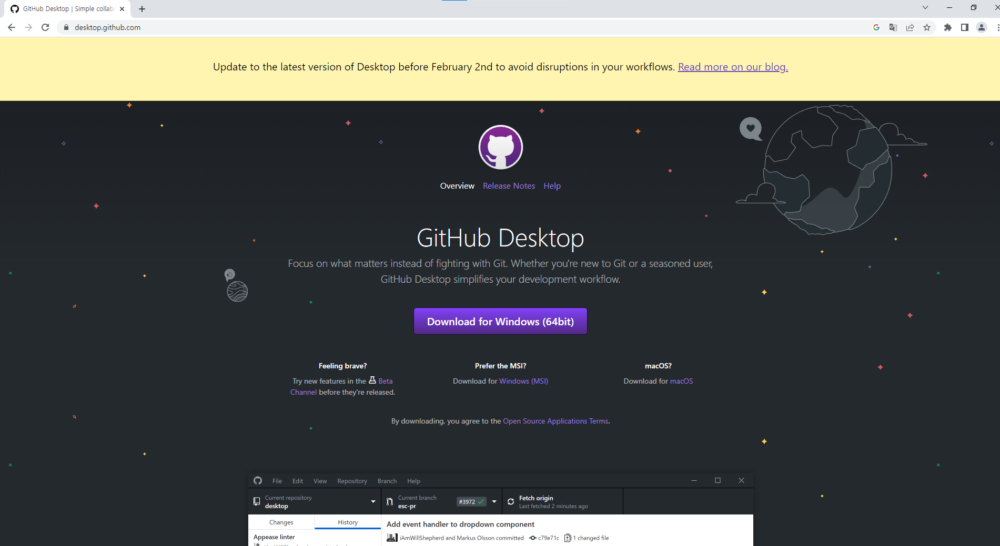 GitHub Desktop | Simple collab
desktop.github.com
Update to the latest version of Desktop before February 2nd to avoid disruptions in your workflows. Read more on our blog.
Overview Release Notes Help
GitHub Desktop
Focus on what matters instead of fighting with Git. Whether you're new to Git or a seasoned user,
GitHub Desktop simplifies your development workflow.
Download for Windows (64bit)
Feeling brave?
Try new features in the Beta
Channel before they're released.
Prefer the MSI?
Download for Windows (MSI)
macOS?
Download for macOS
By downloading, you agree to the Open Source Applications Terms.
File Edit View Repository Branch Help
Current repository
desktop
Current branch
esc-pr
#3972
Fetch origin
Last fetched 2 minutes ago
Changes History
Add event handler to dropdown component
iAmWillShepherd and Markus Olsson committed c79e71c 1 changed file
Appease linter